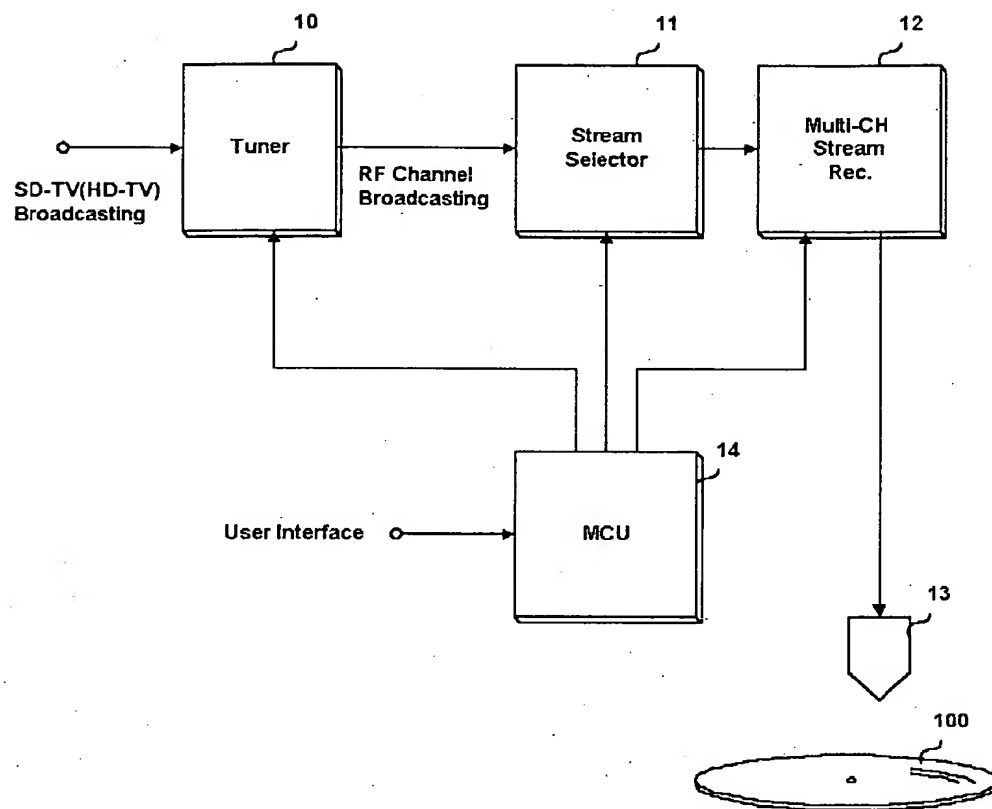 10
11
12
Tuner
Stream
Selector
Multi-CH
Stream
Rec.
SD-TV(HD-TV)
Broadcasting
RF Channel
Broadcasting
14
User Interface
MCU
13
100